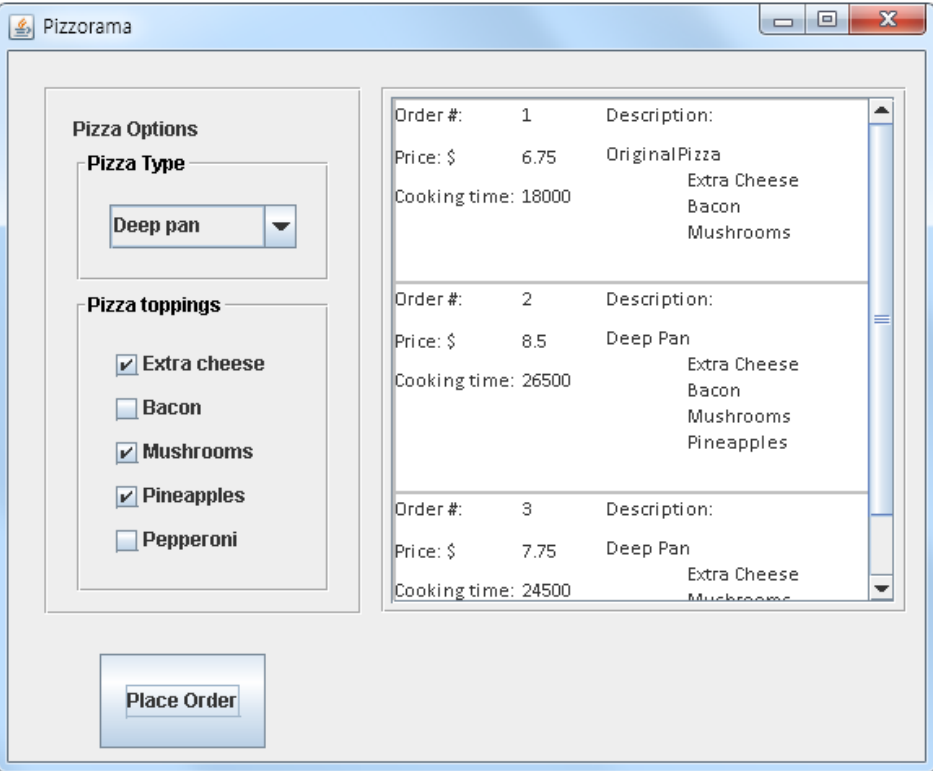 Pizzorama
Pizza Options
Pizza Type
Deep pan
Pizza toppings
Extra cheese
Bacon
Mushrooms
Pineapples
Pepperoni
Place Order
Order #: 1 Description:
Price: $ 6.75 OriginalPizza
Extra Cheese
Cooking time: 18000
Bacon
Mushrooms
Order #: 2 Description:
Price: $ 8.5 Deep Pan
Extra Cheese
Cooking time: 26500
Bacon
Mushrooms
Pineapples
Order #: 3 Description:
Price: $ 7.75 Deep Pan
Extra Cheese
Cooking time: 24500
Mushrooms